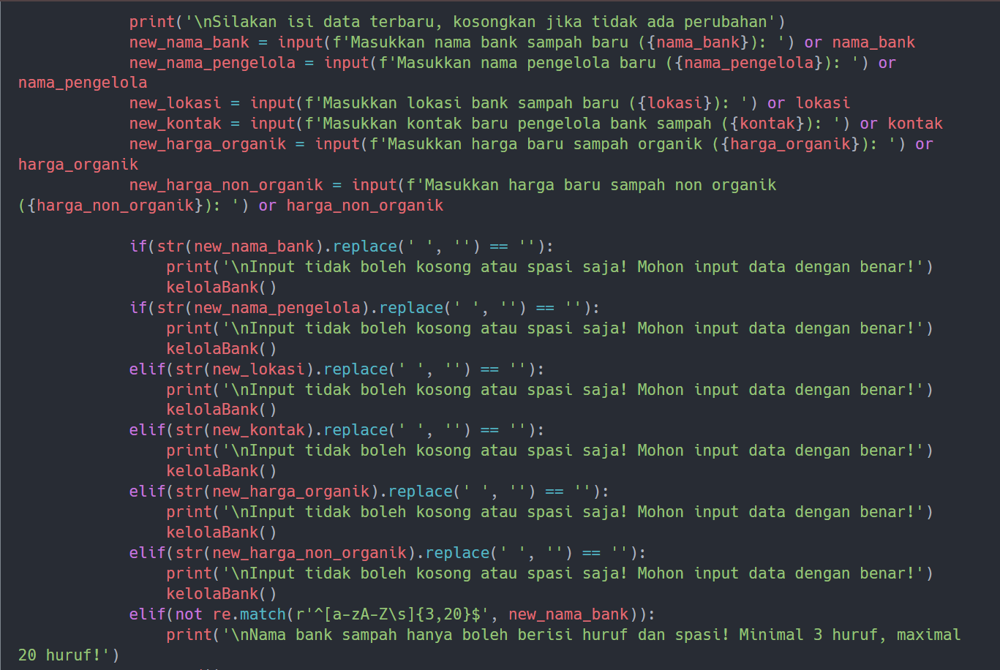 print('\nSilakan isi data terbaru, kosongkan jika tidak ada perubahan')
new_nama_bank = input(f'Masukkan nama bank sampah baru ({nama_bank}): ') or nama_bank
new_nama_pengelola = input(f'Masukkan nama pengelola baru ({nama_pengelola}): ') or
nama_pengelola
new_lokasi = input(f'Masukkan lokasi bank sampah baru ({lokasi}): ') or lokasi
new_kontak = input(f'Masukkan kontak baru pengelola bank sampah ({kontak}): ') or kontak
new_harga_organik = input(f'Masukkan harga baru sampah organik ({harga_organik}): ') or
harga_organik
new_harga_non_organik = input(f'Masukkan harga baru sampah non organik
({harga_non_organik}): ') or harga_non_organik
if(str(new_nama_bank).replace(' ', '') == ''):
print('\nInput tidak boleh kosong atau spasi saja! Mohon input data dengan benar!')
kelolaBank()
if(str(new_nama_pengelola).replace(' ', '') == ''):
print('\nInput tidak boleh kosong atau spasi saja! Mohon input data dengan benar!')
kelolaBank()
elif(str(new_lokasi).replace(' ', '') == ''):
print('\nInput tidak boleh kosong atau spasi saja! Mohon input data dengan benar!')
kelolaBank()
elif(str(new_kontak).replace(' ', '') == ''):
print('\nInput tidak boleh kosong atau spasi saja! Mohon input data dengan benar!')
kelolaBank()
elif(str(new_harga_organik).replace(' ', '') == ''):
print('\nInput tidak boleh kosong atau spasi saja! Mohon input data dengan benar!')
kelolaBank()
elif(str(new_harga_non_organik).replace(' ', '') == ''):
print('\nInput tidak boleh kosong atau spasi saja! Mohon input data dengan benar!')
kelolaBank()
elif(not re.match(r'^[a-zA-Z\s]{3,20}$', new_nama_bank)):
print('\nNama bank sampah hanya boleh berisi huruf dan spasi! Minimal 3 huruf, maximal
20 huruf!')